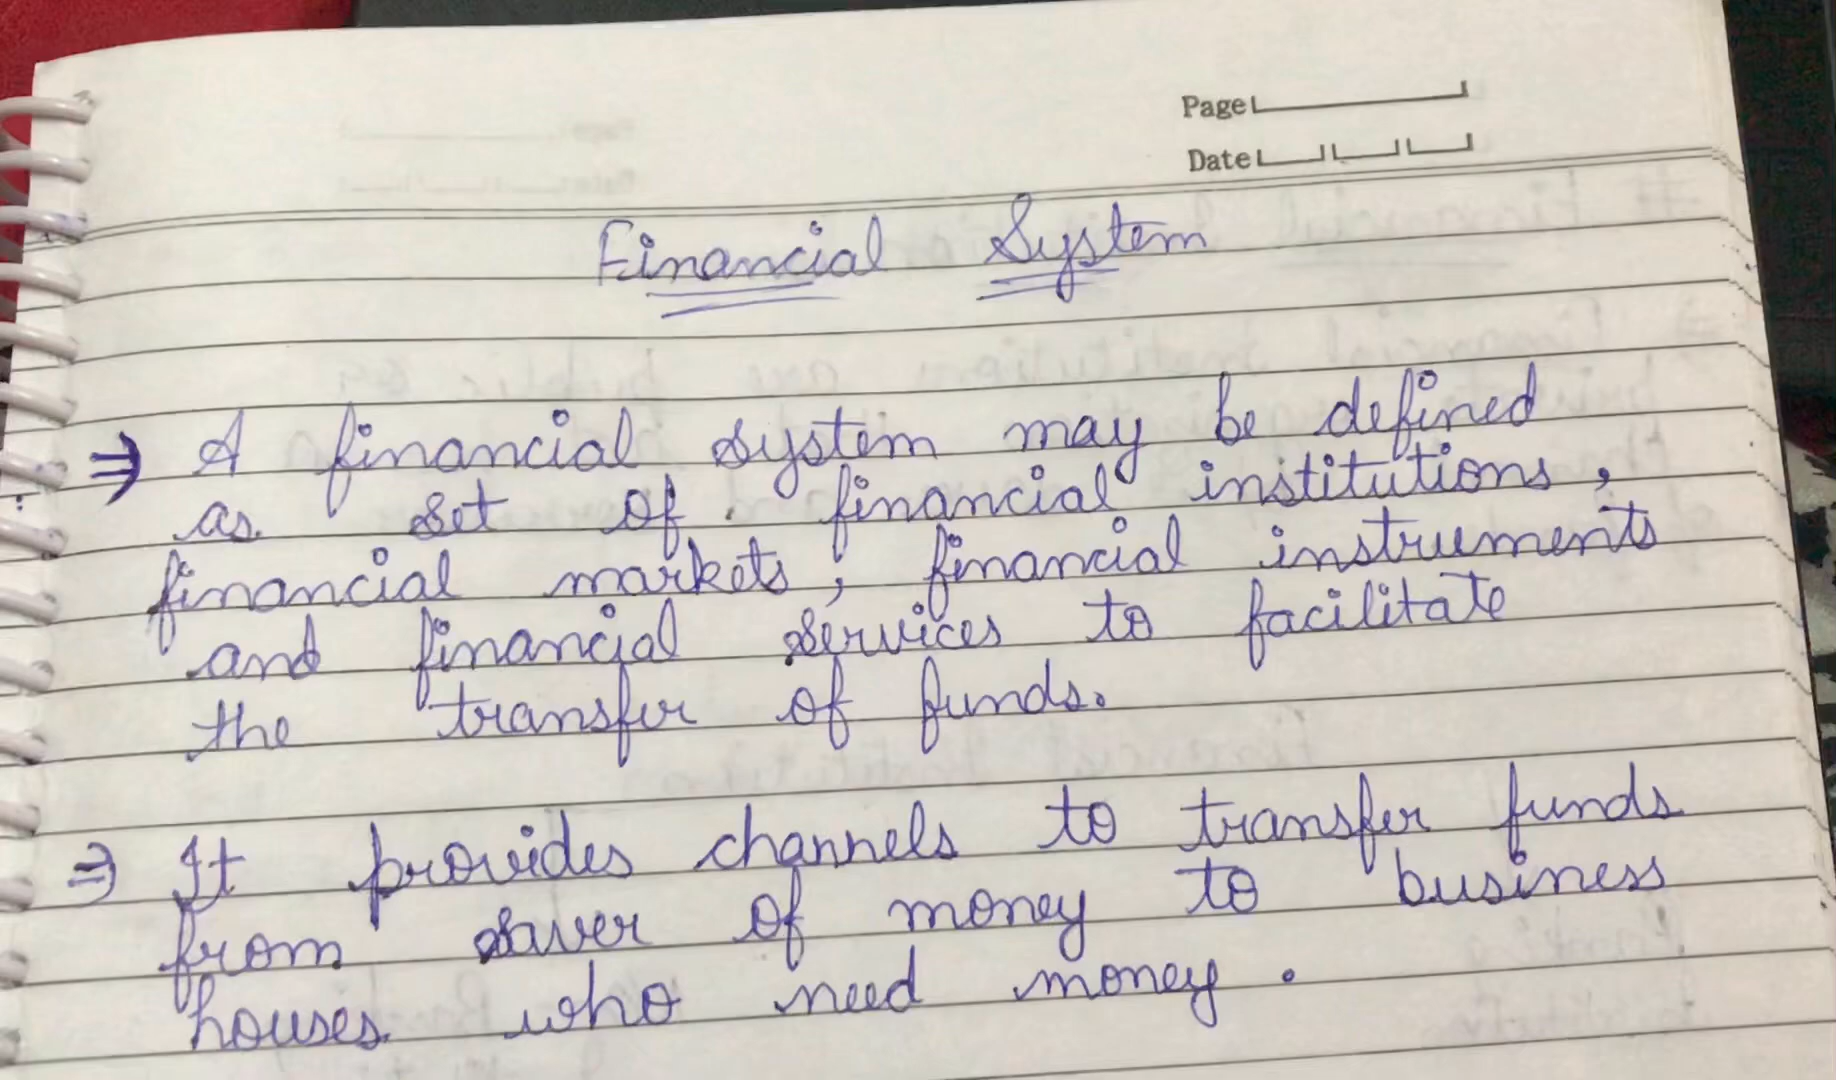 Page
Date
Financial System
⇒ A financial system may be defined
as set of financial institutions,
financial markets, financial instruments
and financial services to facilitate
the transfer of funds.
⇒ It provides channels to transfer funds
from saver of money to business
houses who need money.